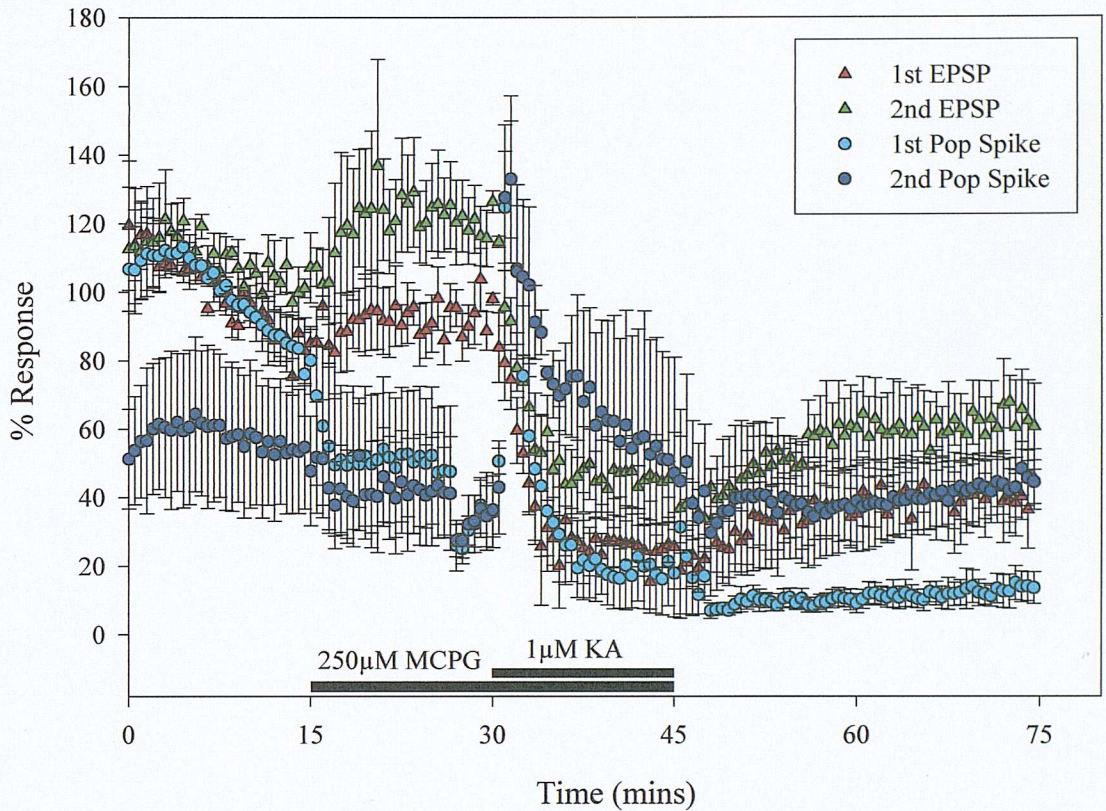 180
160
140
120
100
80
60
40
20
0
% Response
1st EPSP
2nd EPSP
1st Pop Spike
2nd Pop Spike
250µM MCPG
1µM KA
0
15
30
45
60
75
Time (mins)